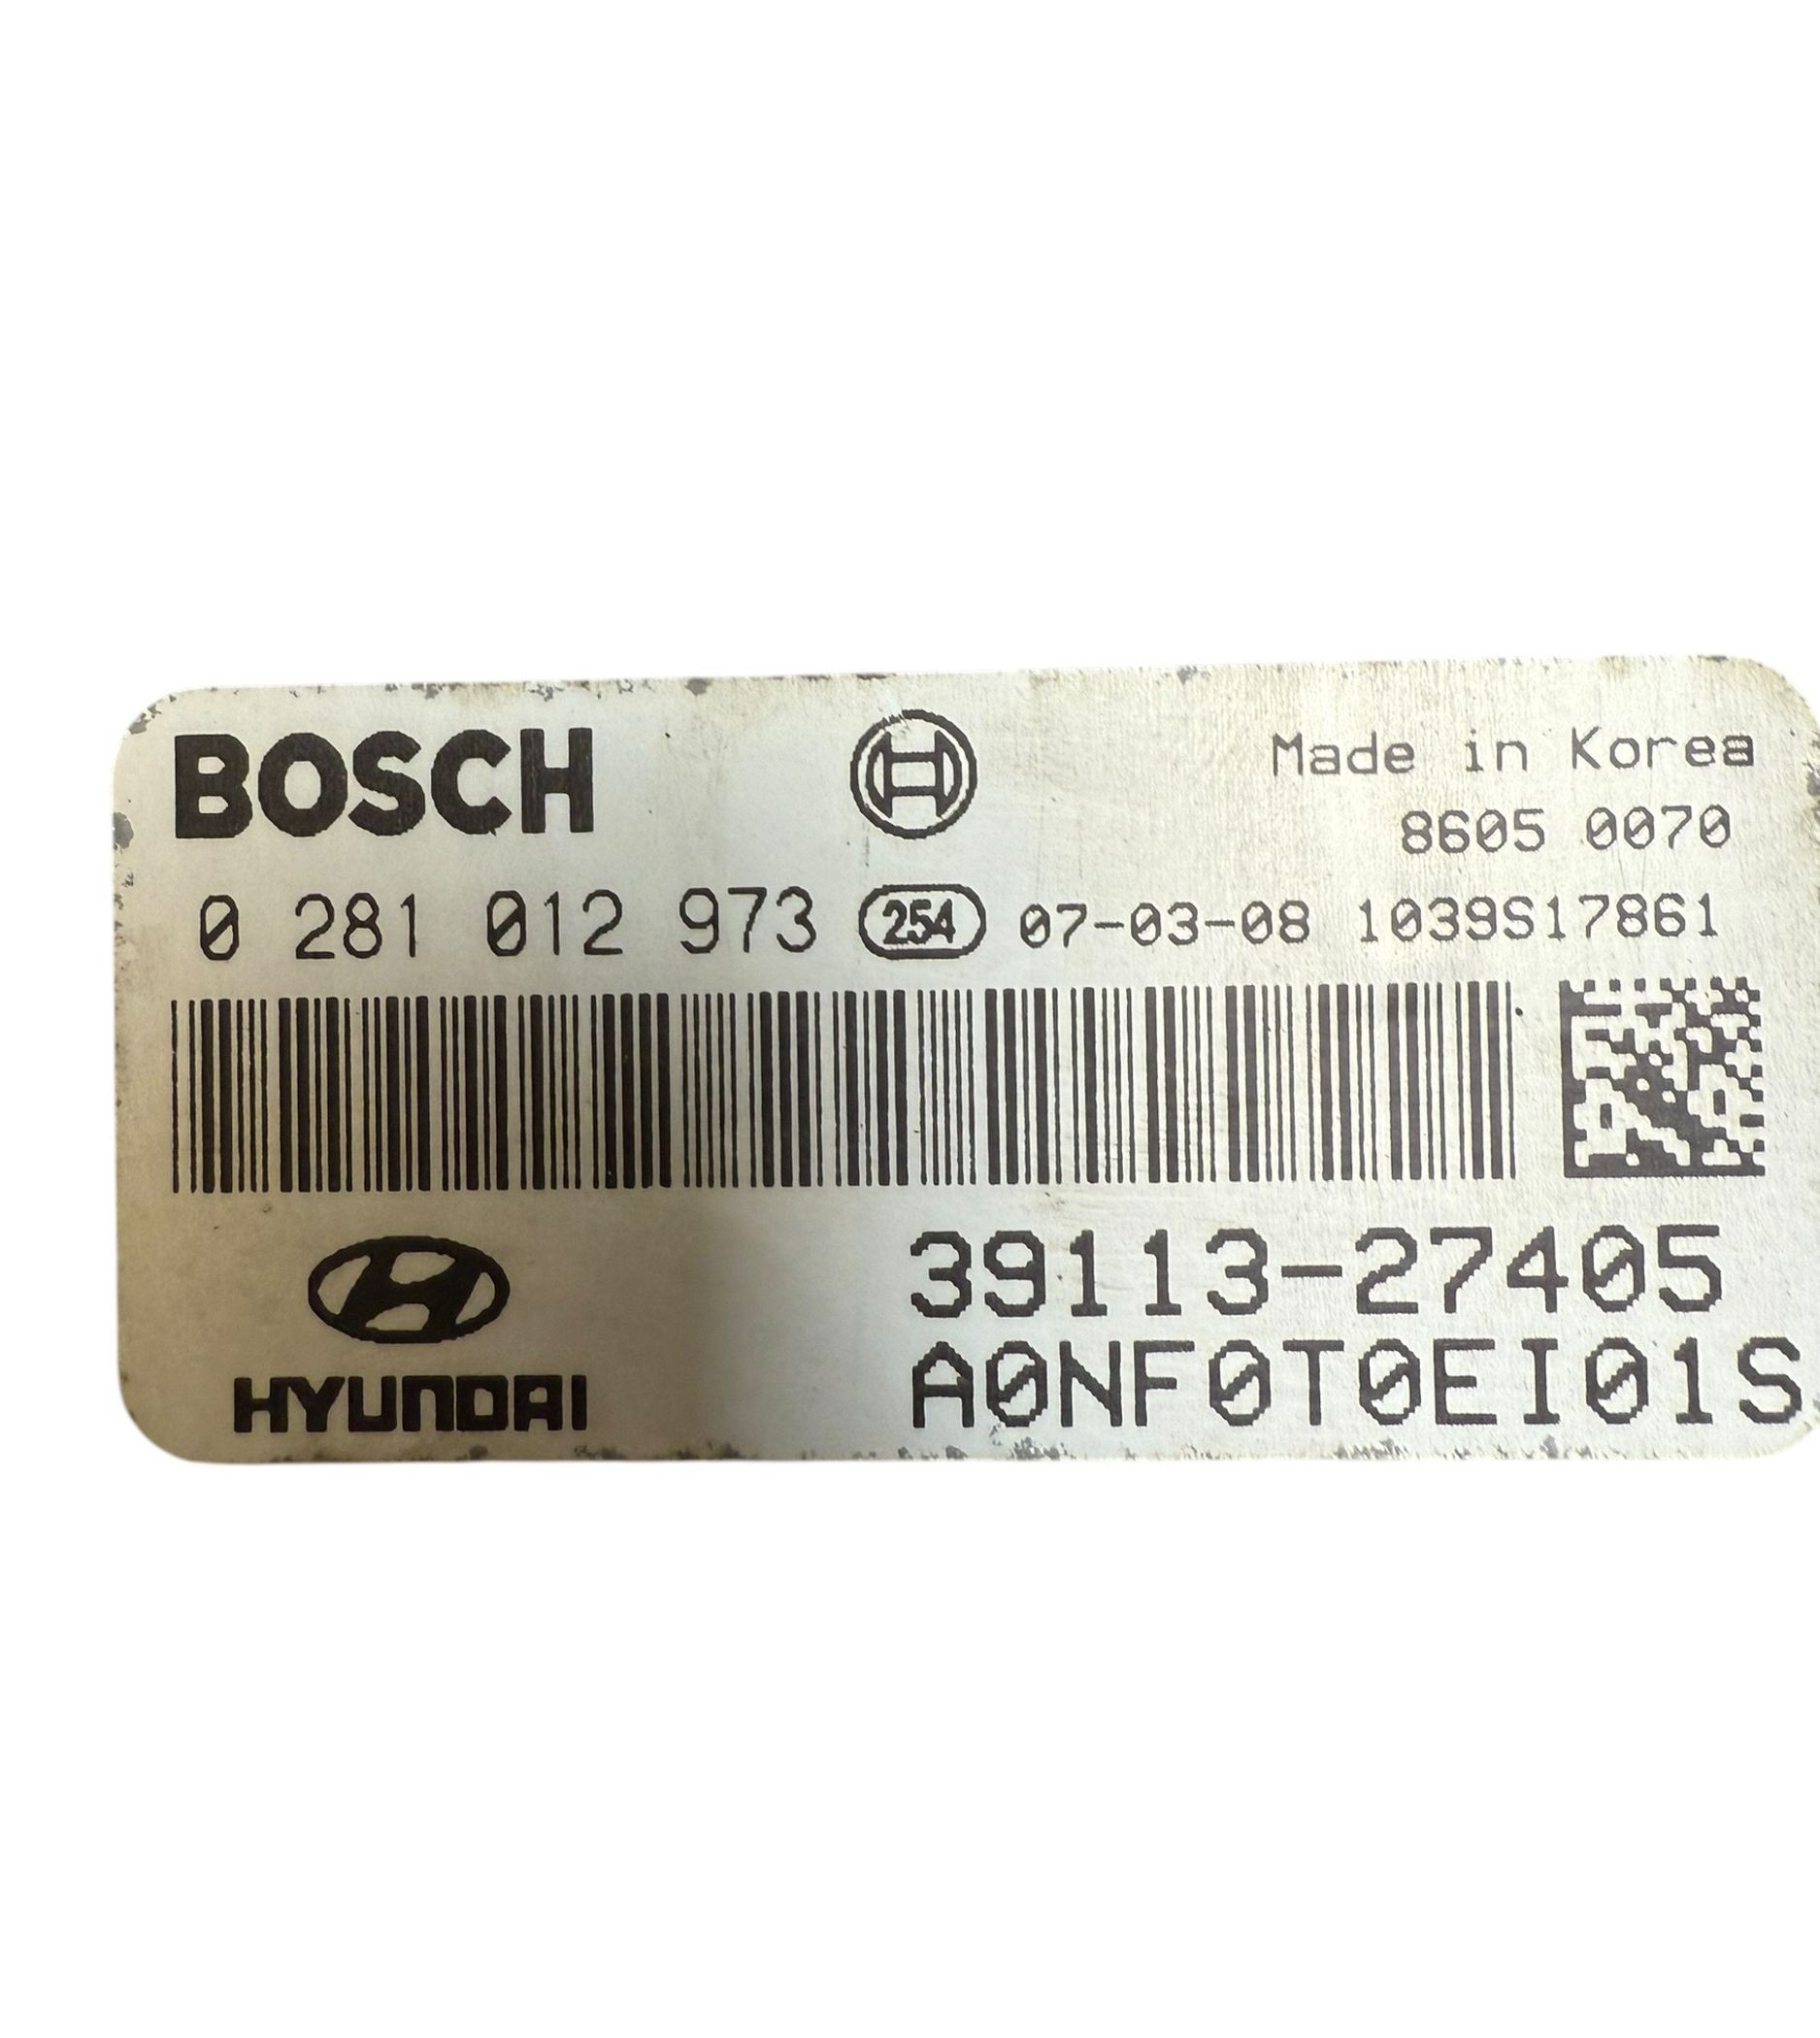 BOSCH
Made in Korea
8605 0070
0 281 012 973 254 07-03-08 1039S17861
39113-27405
HYUNDAI
A0NF0T0EI01S